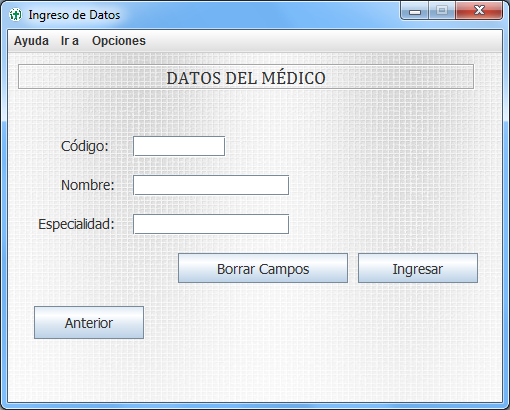 Ingreso de Datos
Ayuda Ir a Opciones
DATOS DEL MÉDICO
Código:
Nombre:
Especialidad:
Borrar Campos Ingresar
Anterior